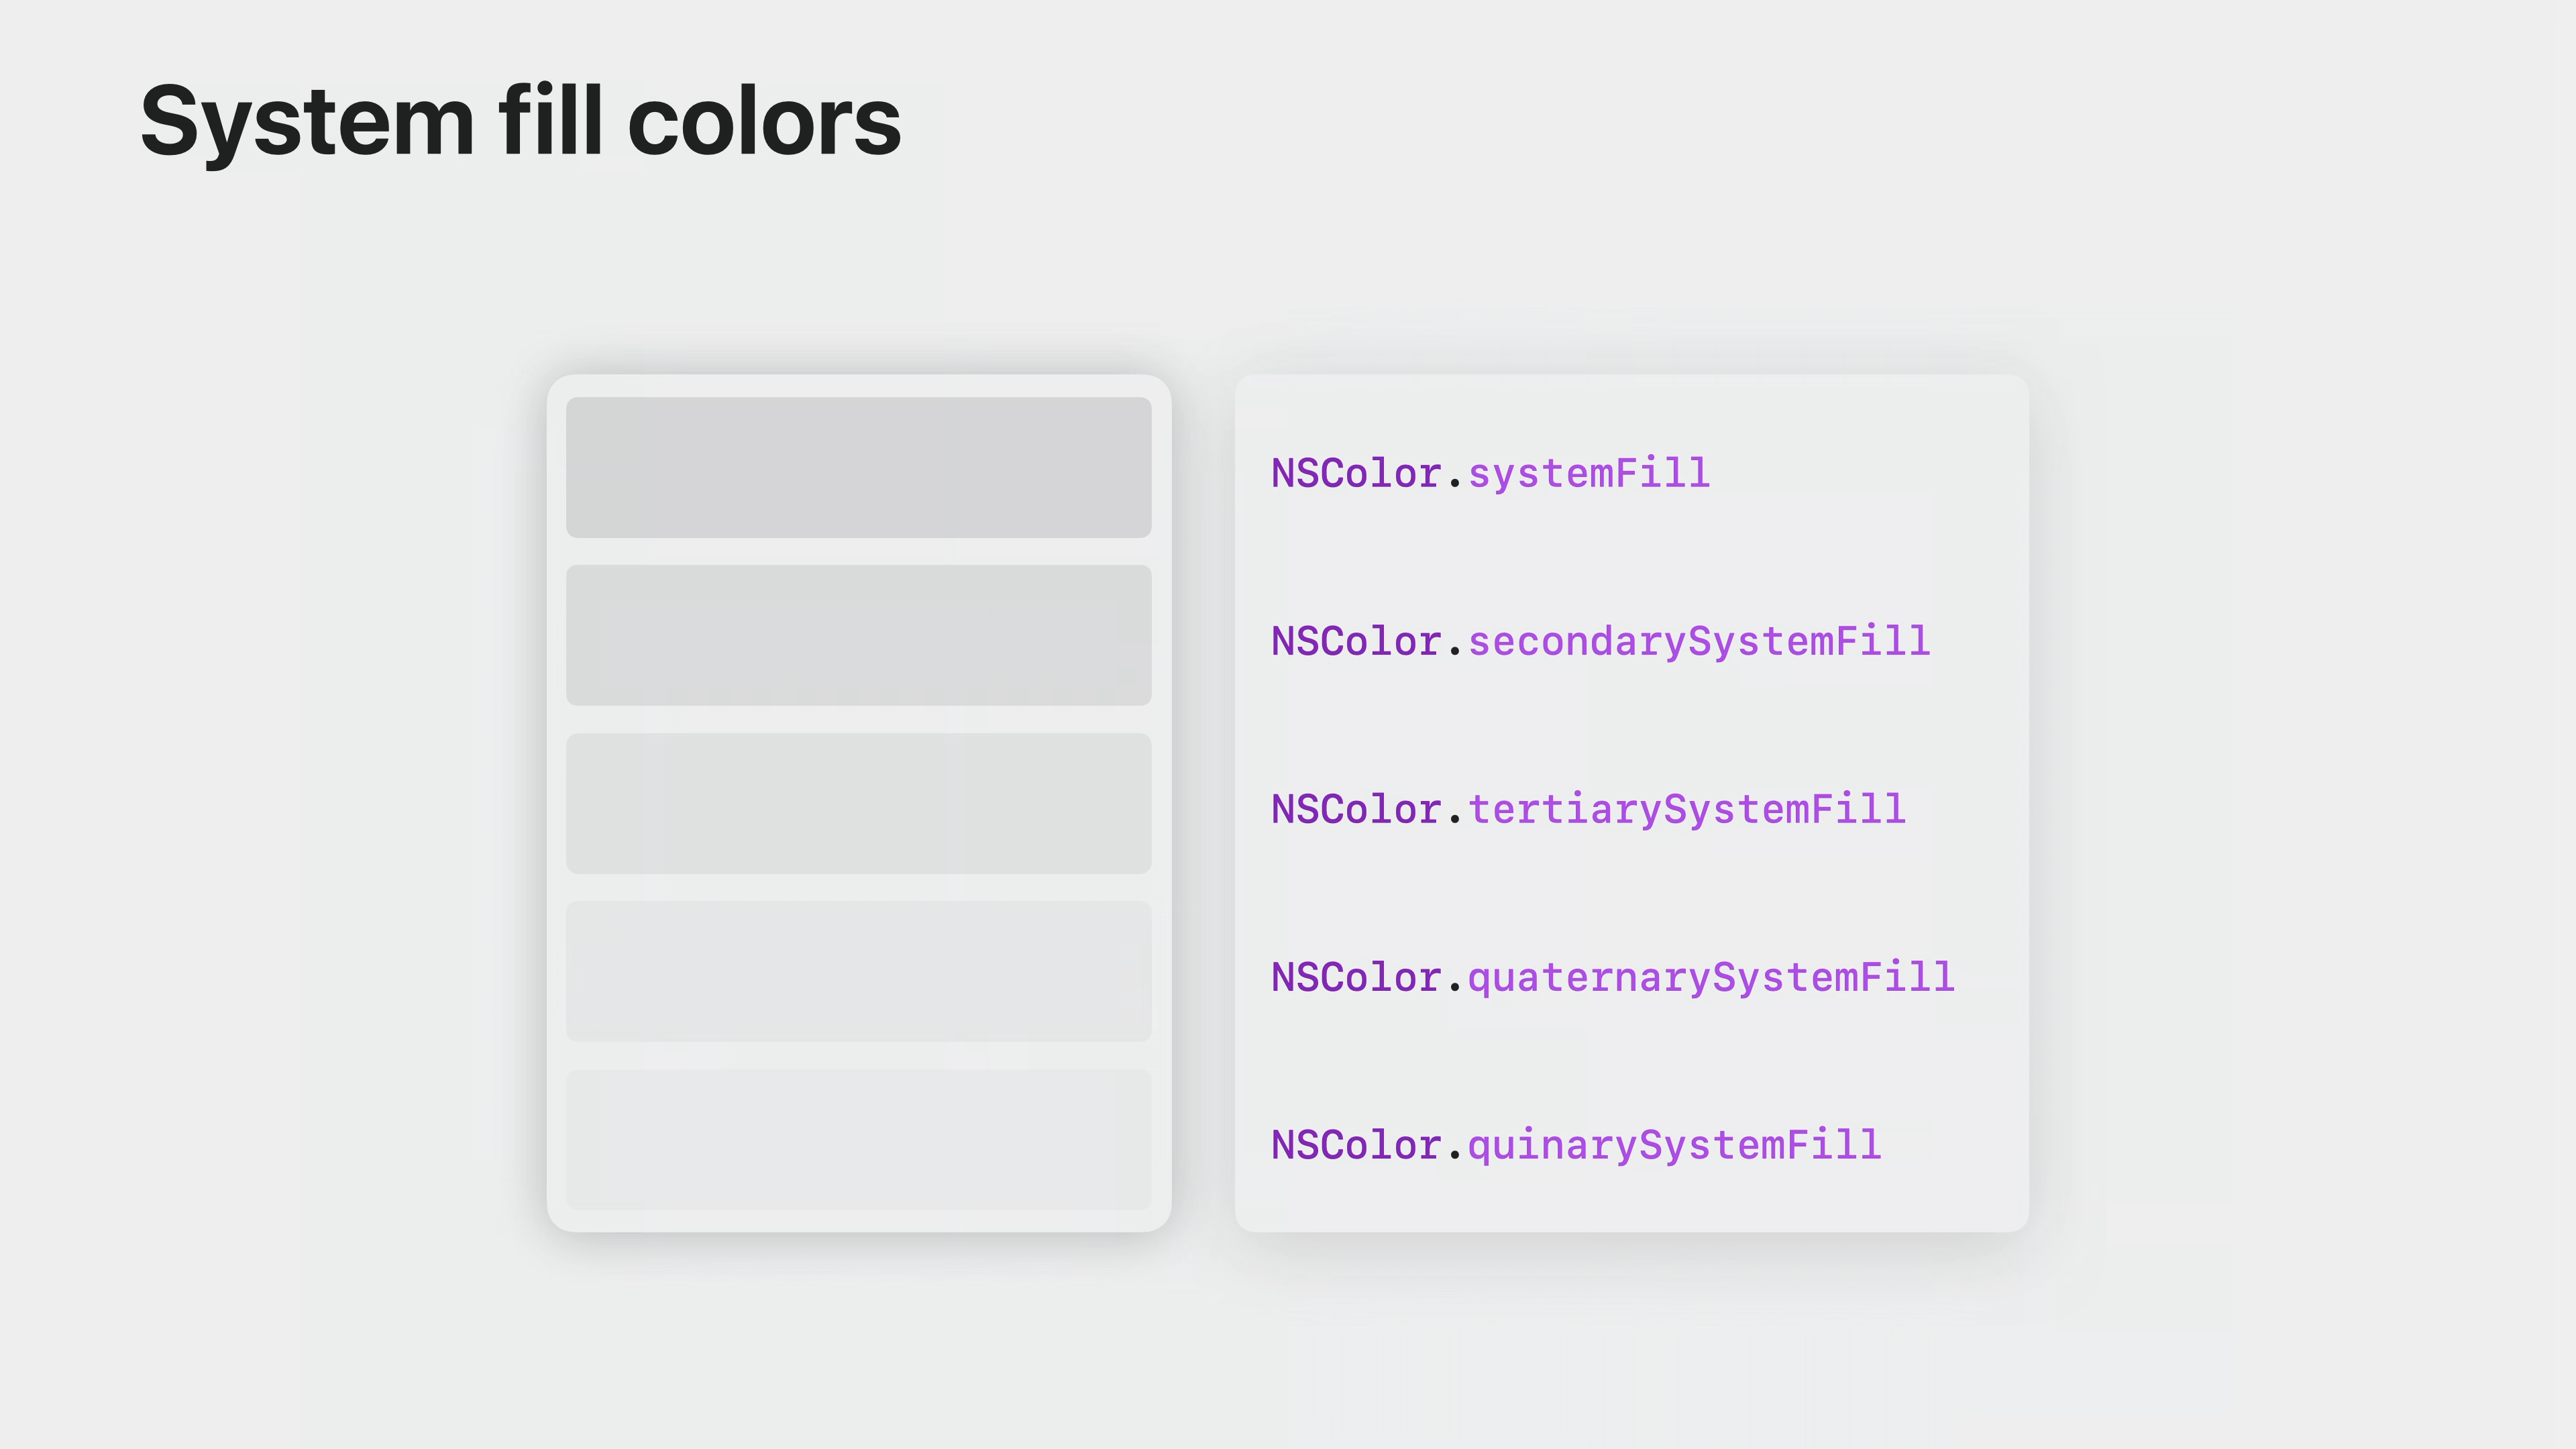 System fill colors
NSColor.systemFill
NSColor.secondarySystemFill
NSColor.tertiarySystemFill
NSColor.quaternarySystemFill
NSColor.quinarySystemFill